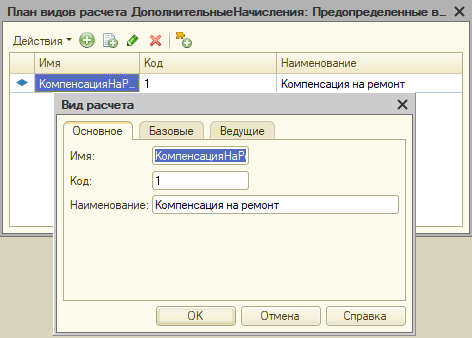 План видов расчета ДополнительныеНачисления: Предопределенные в...
Действия
Имя Код Наименование
КомпенсацияНаР... 1 Компенсация на ремонт
Вид расчета
Основное Базовые Ведущие
Имя: КомпенсацияНаР
Код: 1
Наименование: Компенсация на ремонт
OK Отмена Справка